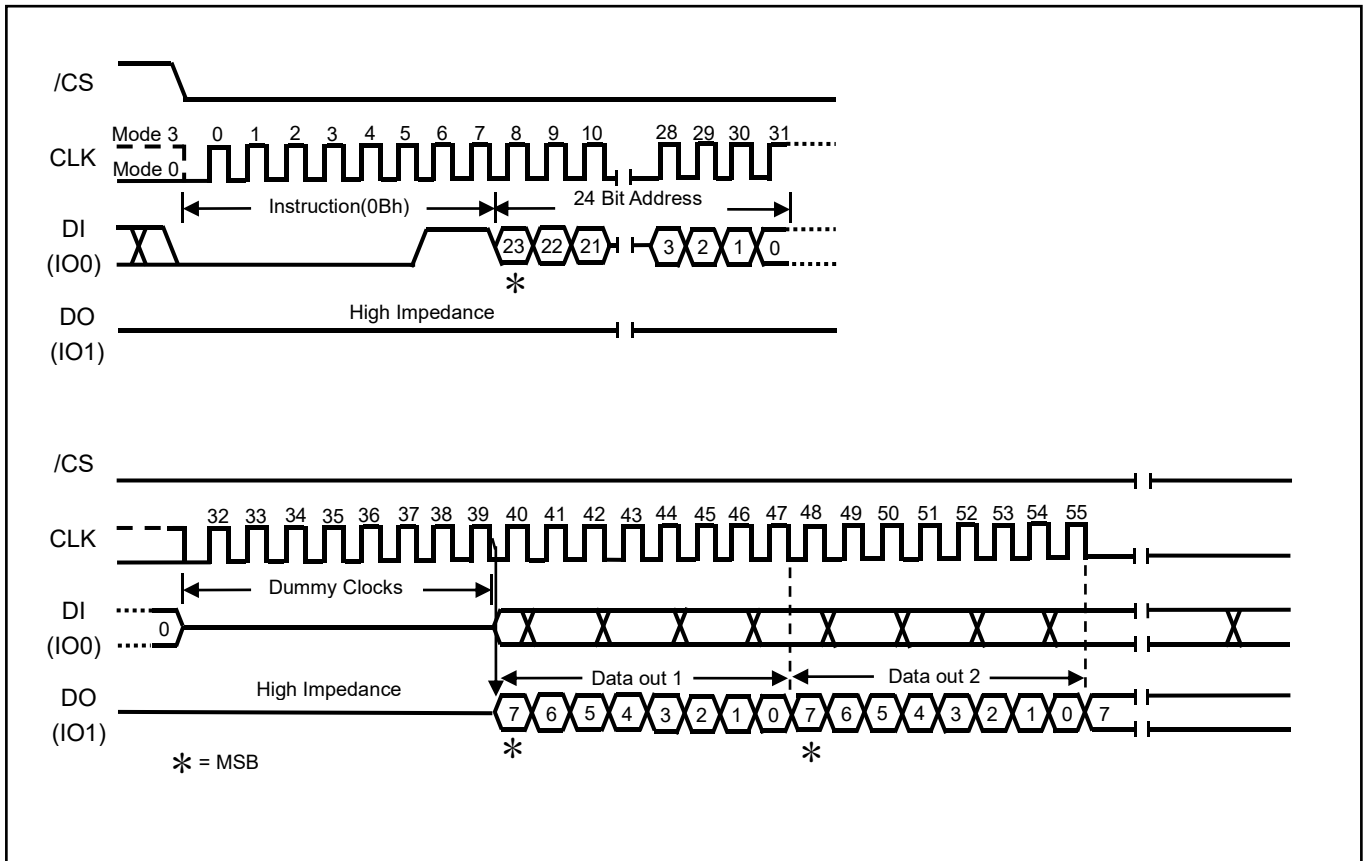 /CS
Mode 3 0 1 2 3 4 5 6 7 8 9 10 28 29 30 31
CLK
Mode 0
Instruction(0Bh) 24 Bit Address
DI
(IO0)
23 22 21 3 2 1 0
*
DO
(IO1)
High Impedance
/CS
32 33 34 35 36 37 38 39 40 41 42 43 44 45 46 47 48 49 50 51 52 53 54 55
CLK
Dummy Clocks
DI
(IO0)
0
High Impedance Data out 1 Data out 2
DO
(IO1)
7 6 5 4 3 2 1 0 7 6 5 4 3 2 1 0 7
* *
* = MSB